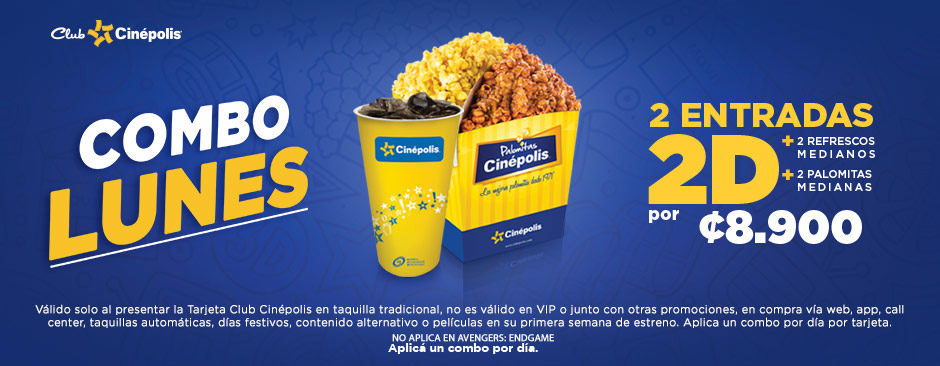 Club Cinépolis
COMBO
LUNES
Cinépolis
Palomitas
Cinépolis
La mejor palomita desde 1971
Cinépolis
2 ENTRADAS
2D
+ 2 REFRESCOS
MEDIANOS
+ 2 PALOMITAS
MEDIANAS
por ₡8.900
Válido solo al presentar la Tarjeta Club Cinépolis en taquilla tradicional, no es válido en VIP o junto con otras promociones, en compra vía web, app, call
center, taquillas automáticas, días festivos, contenido alternativo o películas en su primera semana de estreno. Aplica un combo por día por tarjeta.
NO APLICA EN AVENGERS: ENDGAME
Aplicá un combo por día.